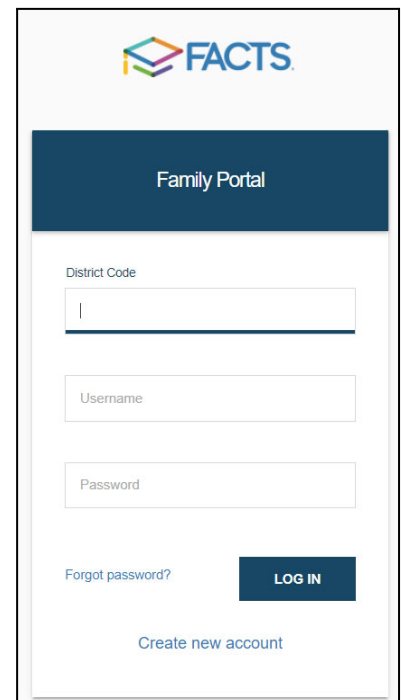 FACTS
Family Portal
District Code
Username
Password
Forgot password?
LOG IN
Create new account